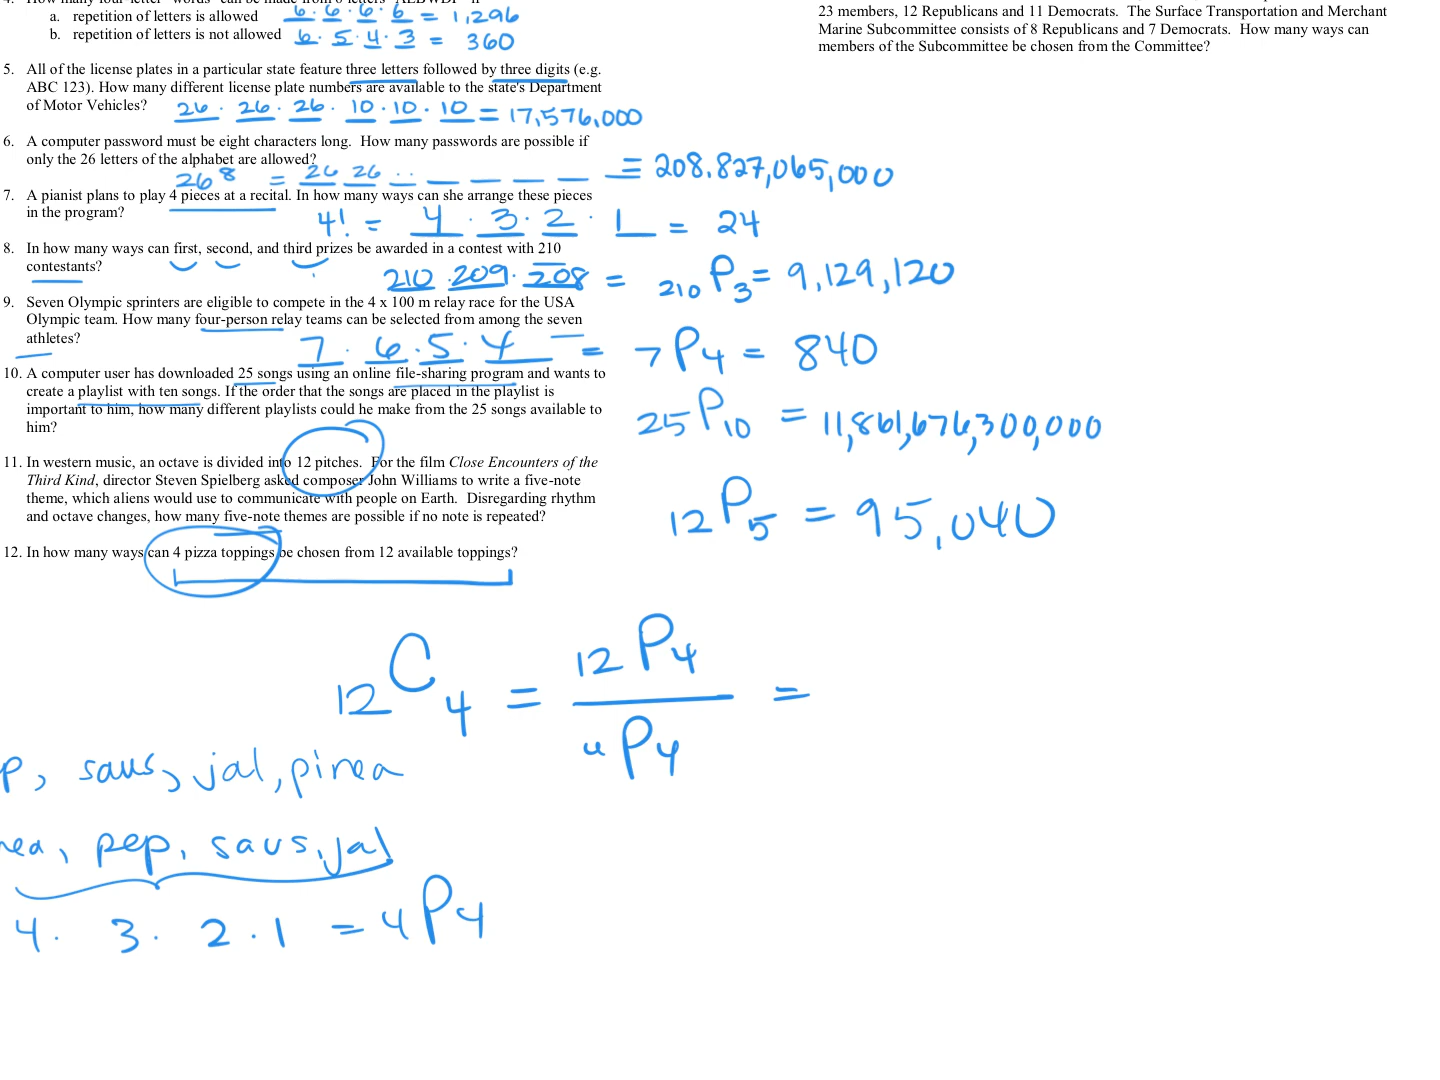 a. repetition of letters is allowed 6 · 6 · 6 · 6 = 1,296
b. repetition of letters is not allowed 6 · 5 · 4 · 3 = 360
5. All of the license plates in a particular state feature three letters followed by three digits (e.g.
ABC 123). How many different license plate numbers are available to the state's Department
of Motor Vehicles? 26 · 26 · 26 · 10 · 10 · 10 = 17,576,000
6. A computer password must be eight characters long. How many passwords are possible if
only the 26 letters of the alphabet are allowed?
26⁸ = 26 26 .. = 208,827,065,000
7. A pianist plans to play 4 pieces at a recital. In how many ways can she arrange these pieces
in the program? 4! = 4 · 3 · 2 · 1 = 24
8. In how many ways can first, second, and third prizes be awarded in a contest with 210
contestants? 210 · 209 · 208 = ₂₁₀P₃ = 9,129,120
9. Seven Olympic sprinters are eligible to compete in the 4 x 100 m relay race for the USA
Olympic team. How many four-person relay teams can be selected from among the seven
athletes? 7 · 6 · 5 · 4 = ₇P₄ = 840
10. A computer user has downloaded 25 songs using an online file-sharing program and wants to
create a playlist with ten songs. If the order that the songs are placed in the playlist is
important to him, how many different playlists could he make from the 25 songs available to
him?
₂₅P₁₀ = 11,861,676,300,000
11. In western music, an octave is divided into 12 pitches. For the film Close Encounters of the
Third Kind, director Steven Spielberg asked composer John Williams to write a five-note
theme, which aliens would use to communicate with people on Earth. Disregarding rhythm
and octave changes, how many five-note themes are possible if no note is repeated?
₁₂P₅ = 95,040
12. In how many ways can 4 pizza toppings be chosen from 12 available toppings?
₁₂C₄ = ₁₂P₄ / ₄P₄ =
p, saus, jal, pinea
nea, pep, saus, jal
4 · 3 · 2 · 1 = ₄P₄
23 members, 12 Republicans and 11 Democrats. The Surface Transportation and Merchant
Marine Subcommittee consists of 8 Republicans and 7 Democrats. How many ways can
members of the Subcommittee be chosen from the Committee?